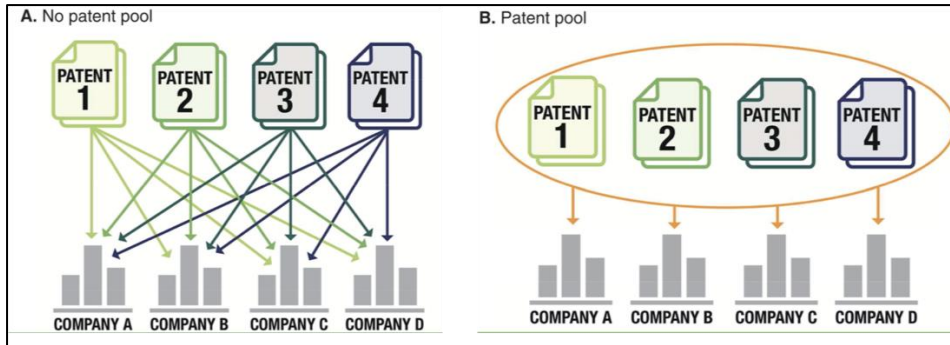 A. No patent pool
PATENT 1
PATENT 2
PATENT 3
PATENT 4
COMPANY A
COMPANY B
COMPANY C
COMPANY D
B. Patent pool
PATENT 1
PATENT 2
PATENT 3
PATENT 4
COMPANY A
COMPANY B
COMPANY C
COMPANY D